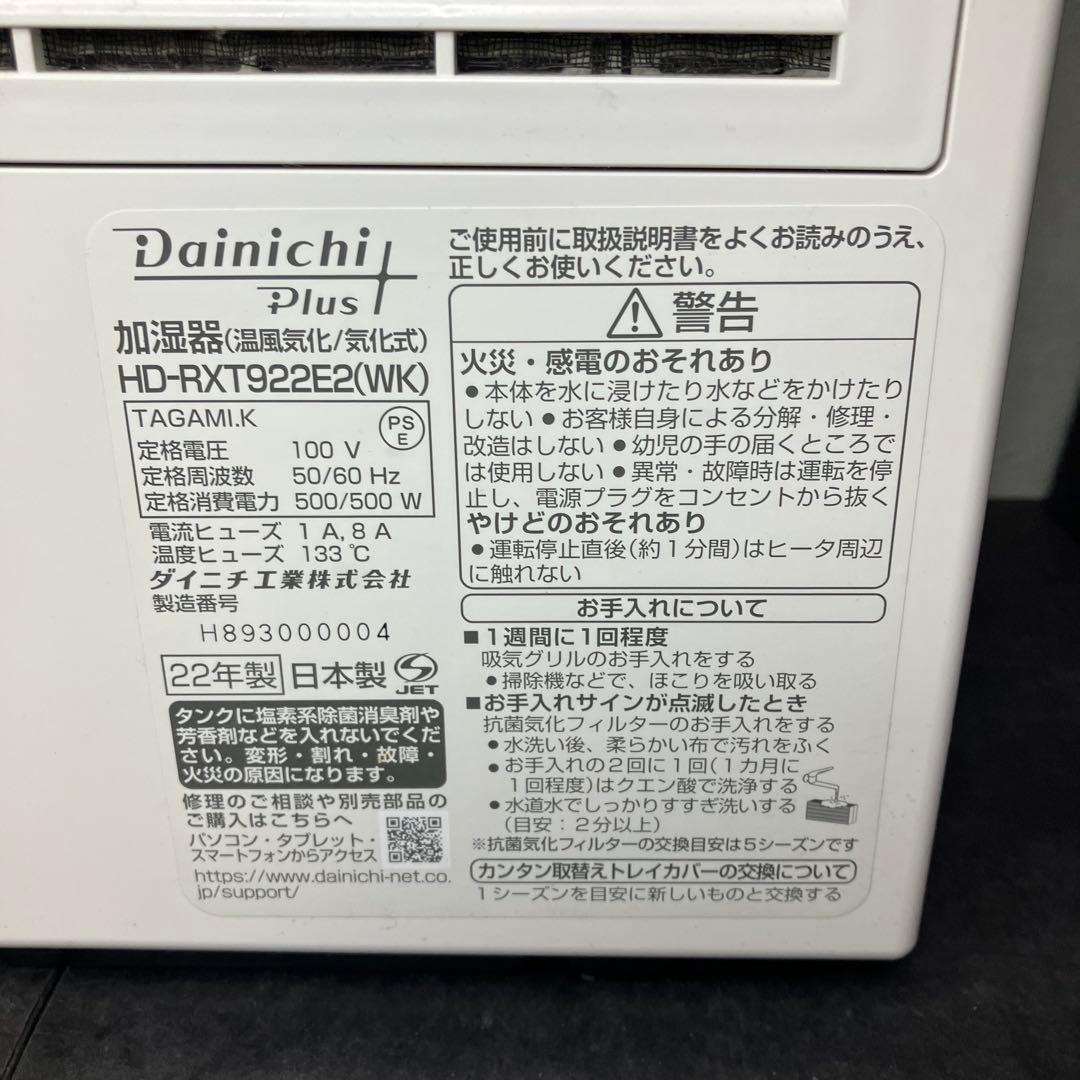 Dainichi
Plus
加湿器(温風気化/気化式)
HD-RXT922E2(WK)
TAGAMI.K
PS
E
定格電圧 100 V
定格周波数 50/60 Hz
定格消費電力 500/500 W
電流ヒューズ 1 A, 8 A
温度ヒューズ 133 ℃
ダイニチ工業株式会社
製造番号
H893000004
22年製 日本製 JET
タンクに塩素系除菌消臭剤や
芳香剤などを入れないでくだ
さい。変形・割れ・故障・
火災の原因になります。
修理のご相談や別売部品の
ご購入はこちらへ
パソコン・タブレット・
スマートフォンからアクセス
https://www.dainichi-net.co.
jp/support/
ご使用前に取扱説明書をよくお読みのうえ、
正しくお使いください。
警告
火災・感電のおそれあり
●本体を水に浸けたり水などをかけたり
しない ●お客様自身による分解・修理・
改造はしない ●幼児の手の届くところで
は使用しない ●異常・故障時は運転を停
止し、電源プラグをコンセントから抜く
やけどのおそれあり
●運転停止直後(約1分間)はヒータ周辺
に触れない
お手入れについて
■1週間に1回程度
吸気グリルのお手入れをする
●掃除機などで、ほこりを吸い取る
■お手入れサインが点滅したとき
抗菌気化フィルターのお手入れをする
●水洗い後、柔らかい布で汚れをふく
●お手入れの2回に1回(1カ月に
1回程度)はクエン酸で洗浄する
●水道水でしっかりすすぎ洗いする
(目安：2分以上)
※抗菌気化フィルターの交換目安は5シーズンです
カンタン取替えトレイカバーの交換について
1シーズンを目安に新しいものと交換する